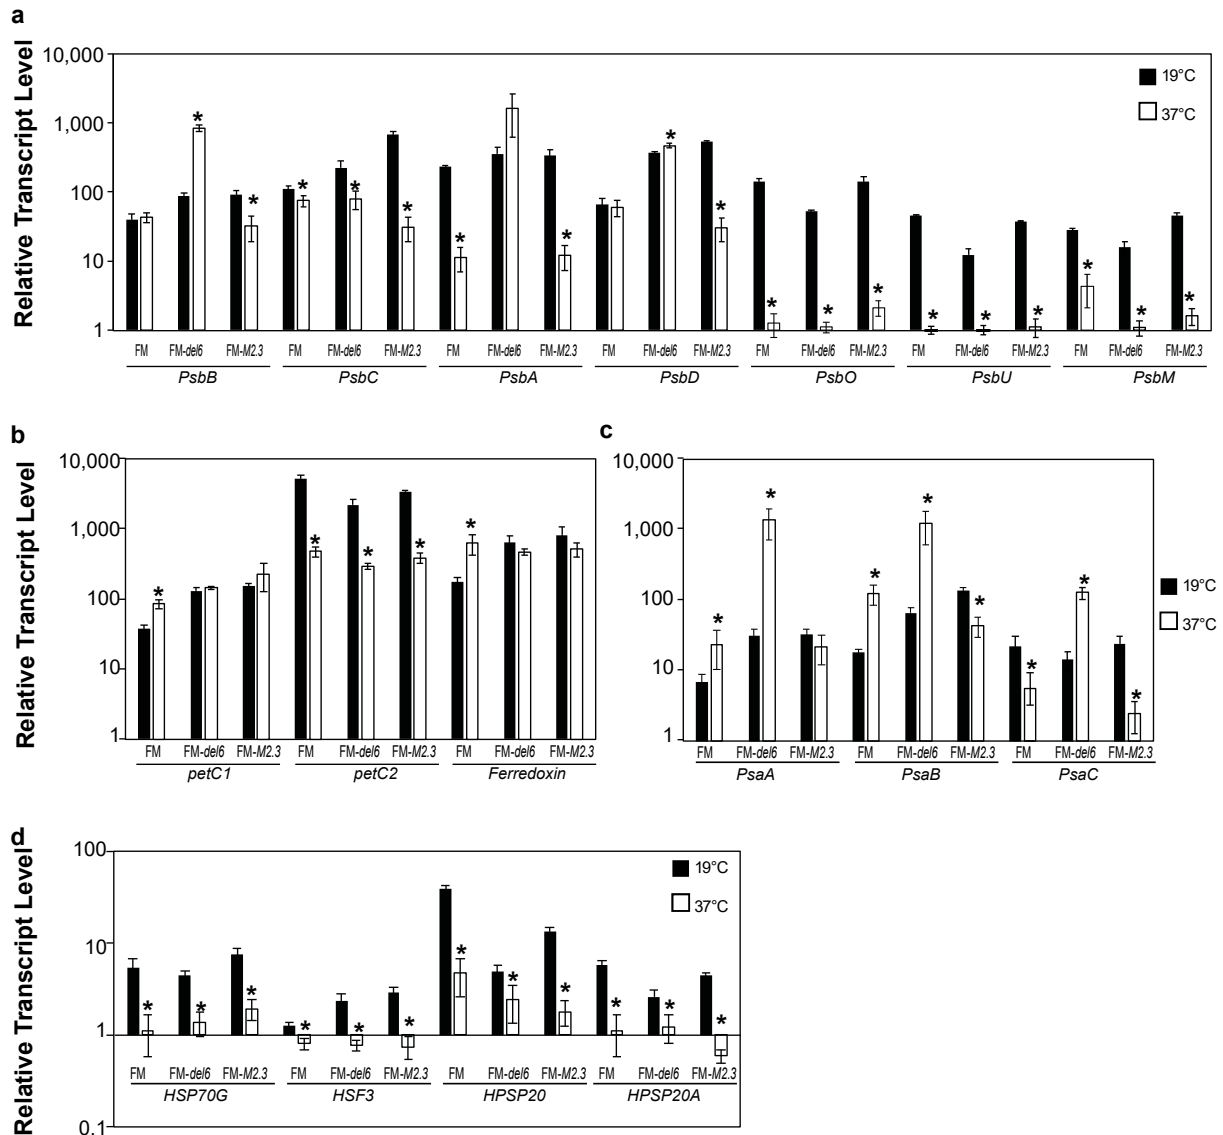 a
Relative Transcript Level
10,000
1,000
100
10
1
19°C
37°C
* * * * * * * * * * * * * * * * *
FM FM-del6 FM-M2.3 FM FM-del6 FM-M2.3 FM FM-del6 FM-M2.3 FM FM-del6 FM-M2.3 FM FM-del6 FM-M2.3 FM FM-del6 FM-M2.3 FM FM-del6 FM-M2.3
PsbB PsbC PsbA PsbD PsbO PsbU PsbM
b
Relative Transcript Level
10,000
1,000
100
10
1
* * * * *
FM FM-del6 FM-M2.3 FM FM-del6 FM-M2.3 FM FM-del6 FM-M2.3
petC1 petC2 Ferredoxin
c
10,000
1,000
100
10
1
19°C
37°C
* * * * * * * *
FM FM-del6 FM-M2.3 FM FM-del6 FM-M2.3 FM FM-del6 FM-M2.3
PsaA PsaB PsaC
d
Relative Transcript Level
100
10
1
0.1
19°C
37°C
* * * * * * * * * * * *
FM FM-del6 FM-M2.3 FM FM-del6 FM-M2.3 FM FM-del6 FM-M2.3 FM FM-del6 FM-M2.3
HSP70G HSF3 HPSP20 HPSP20A